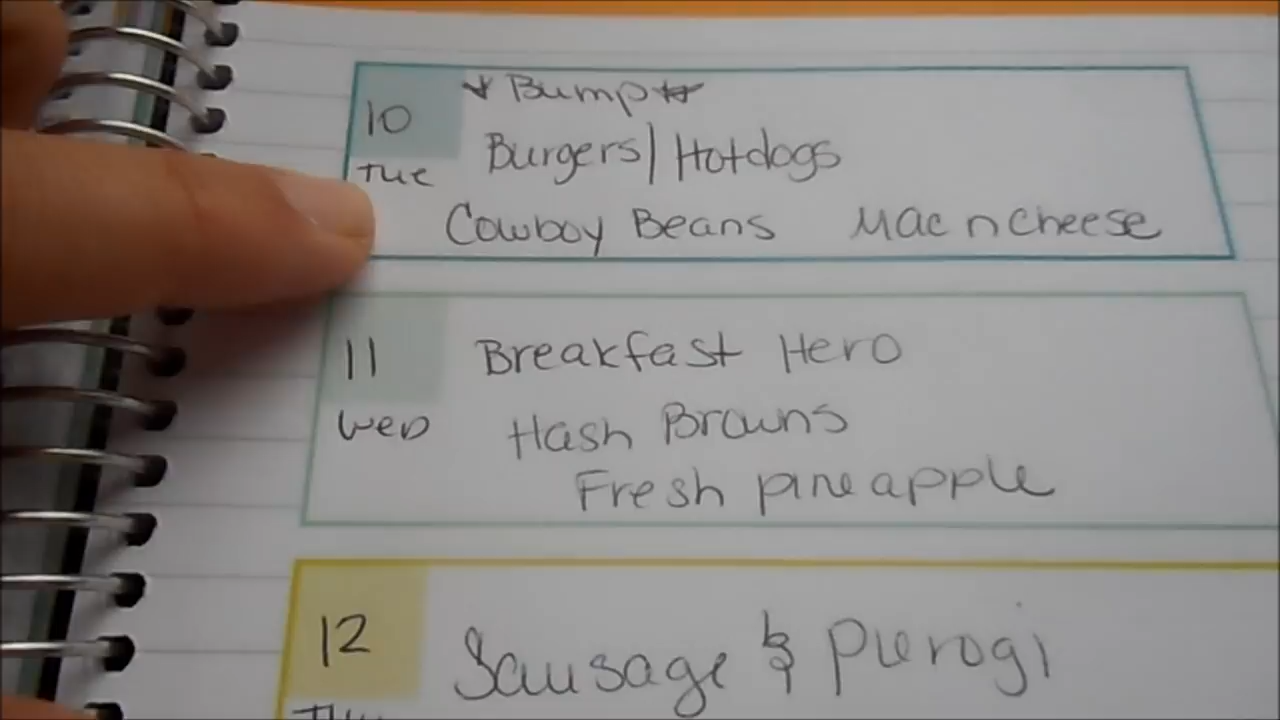 *Bump*
10
Burgers/Hotdogs
Tue
Cowboy Beans Mac n Cheese
11
Breakfast Hero
Wed
Hash Browns
Fresh pineapple
12
Sausage & Pierogi